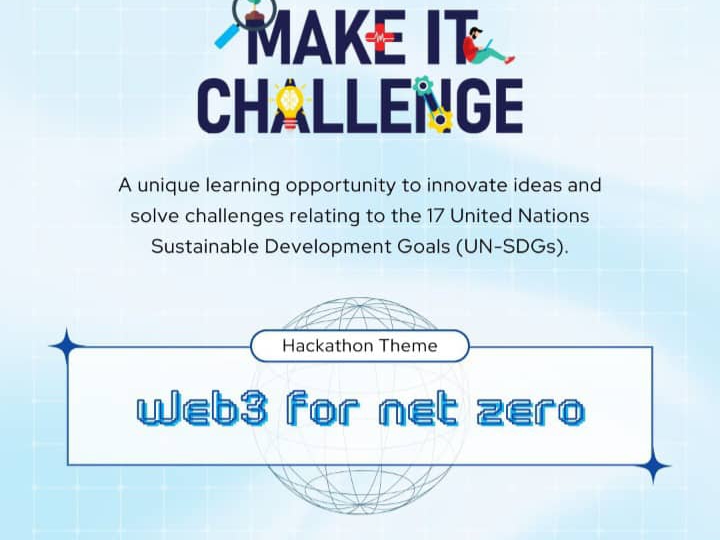 MAKE IT
CHALLENGE
A unique learning opportunity to innovate ideas and
solve challenges relating to the 17 United Nations
Sustainable Development Goals (UN-SDGs).
Hackathon Theme
Web3 for net zero